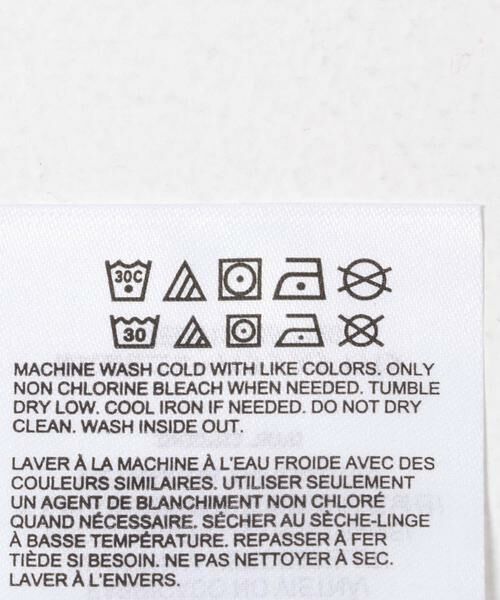 30C
30
MACHINE WASH COLD WITH LIKE COLORS. ONLY
NON CHLORINE BLEACH WHEN NEEDED. TUMBLE
DRY LOW. COOL IRON IF NEEDED. DO NOT DRY
CLEAN. WASH INSIDE OUT.
LAVER À LA MACHINE À L'EAU FROIDE AVEC DES
COULEURS SIMILAIRES. UTILISER SEULEMENT
UN AGENT DE BLANCHIMENT NON CHLORÉ
QUAND NÉCESSAIRE. SÉCHER AU SÈCHE-LINGE
À BASSE TEMPÉRATURE. REPASSER À FER
TIÈDE SI BESOIN. NE PAS NETTOYER À SEC.
LAVER À L'ENVERS.